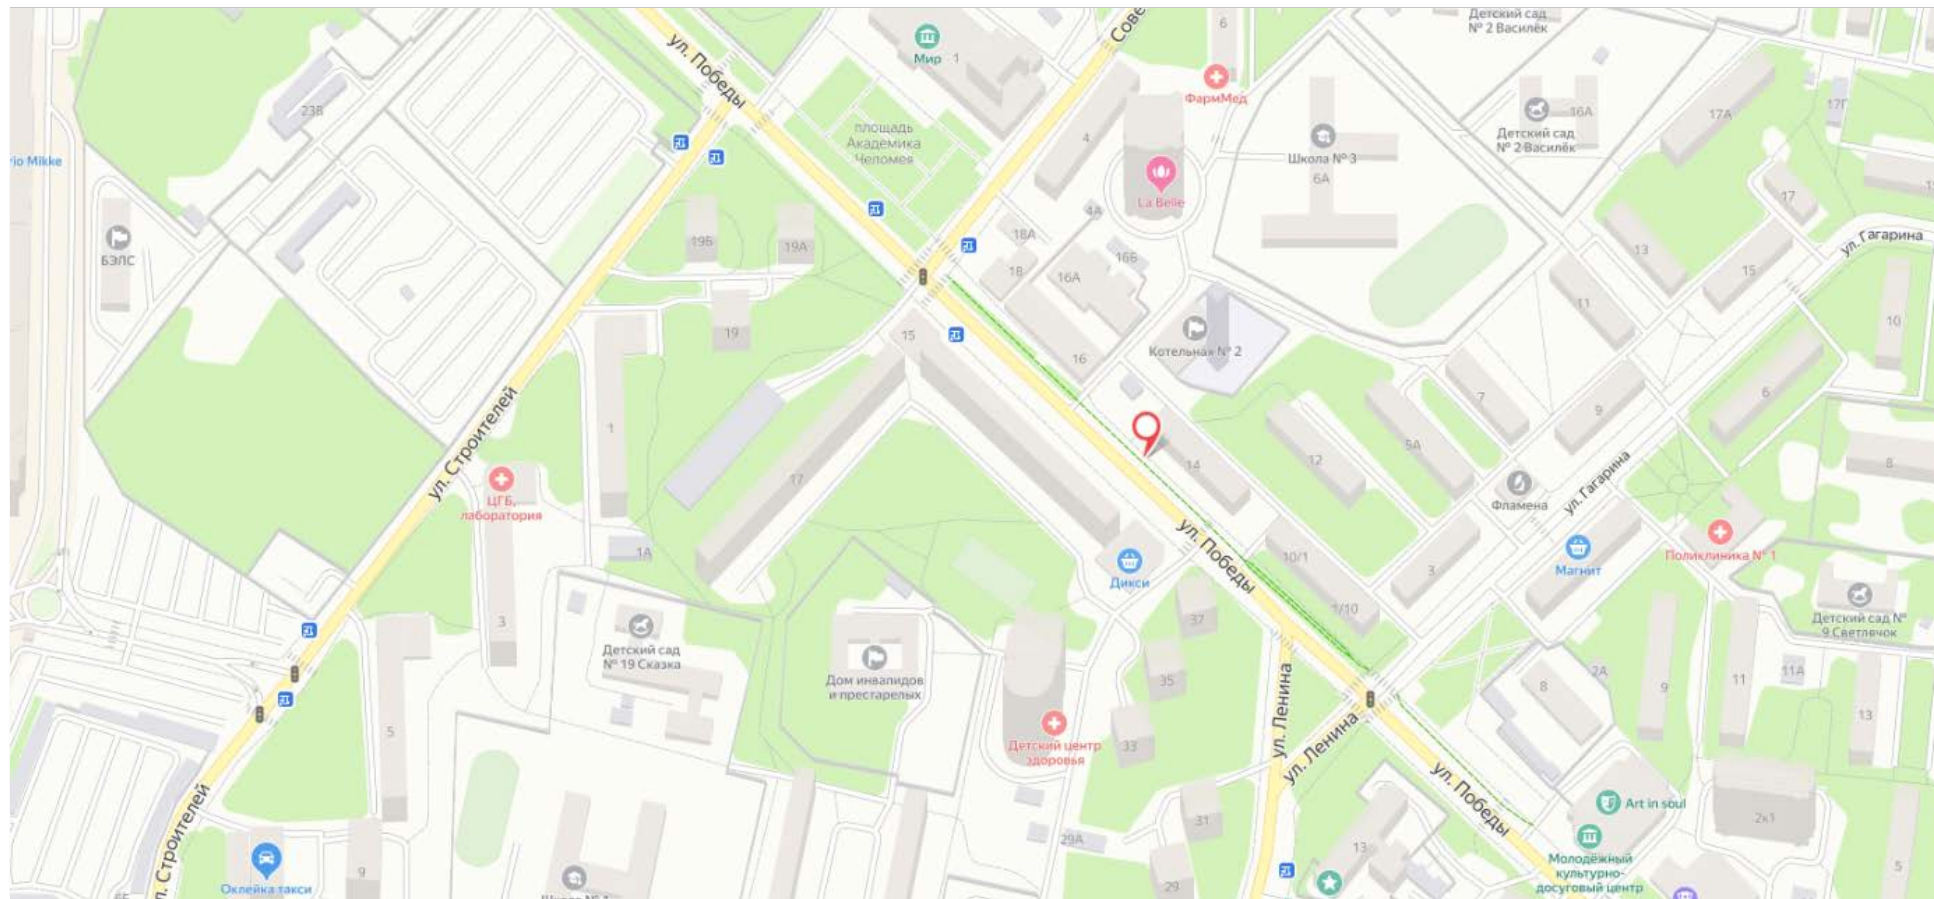 ул. Победы
Сове
6
Детский сад
№ 2 Василёк
Мир
1
ФармМед
23В
площадь
Академика
Челомея
4
Школа № 3
6А
16А
Детский сад
№ 2 Василёк
17А
17Г
rio Mikke
La Belle
4А
17
БЭЛС
19Б
19А
18А
18
16А
16Б
13
15
ул. Гагарина
19
15
Котельная № 2
16
11
10
7
9
6
ул. Строителей
1
17
14
12
5А
8
ЦГБ,
лаборатория
Фламена
ул. Гагарина
1А
Дикси
ул. Победы
10/1
1/10
3
Магнит
Поликлиника № 1
3
Детский сад
№ 19 Сказка
37
Детский сад №
9 Светлячок
Дом инвалидов
и престарелых
35
ул. Ленина
8
2А
9
11
11А
13
5
Детский центр
здоровья
33
ул. Ленина
ул. Победы
Art in soul
2к1
ул. Строителей
31
29А
13
Молодёжный
культурно-
досуговый центр
5
Оклейка такси
9
29